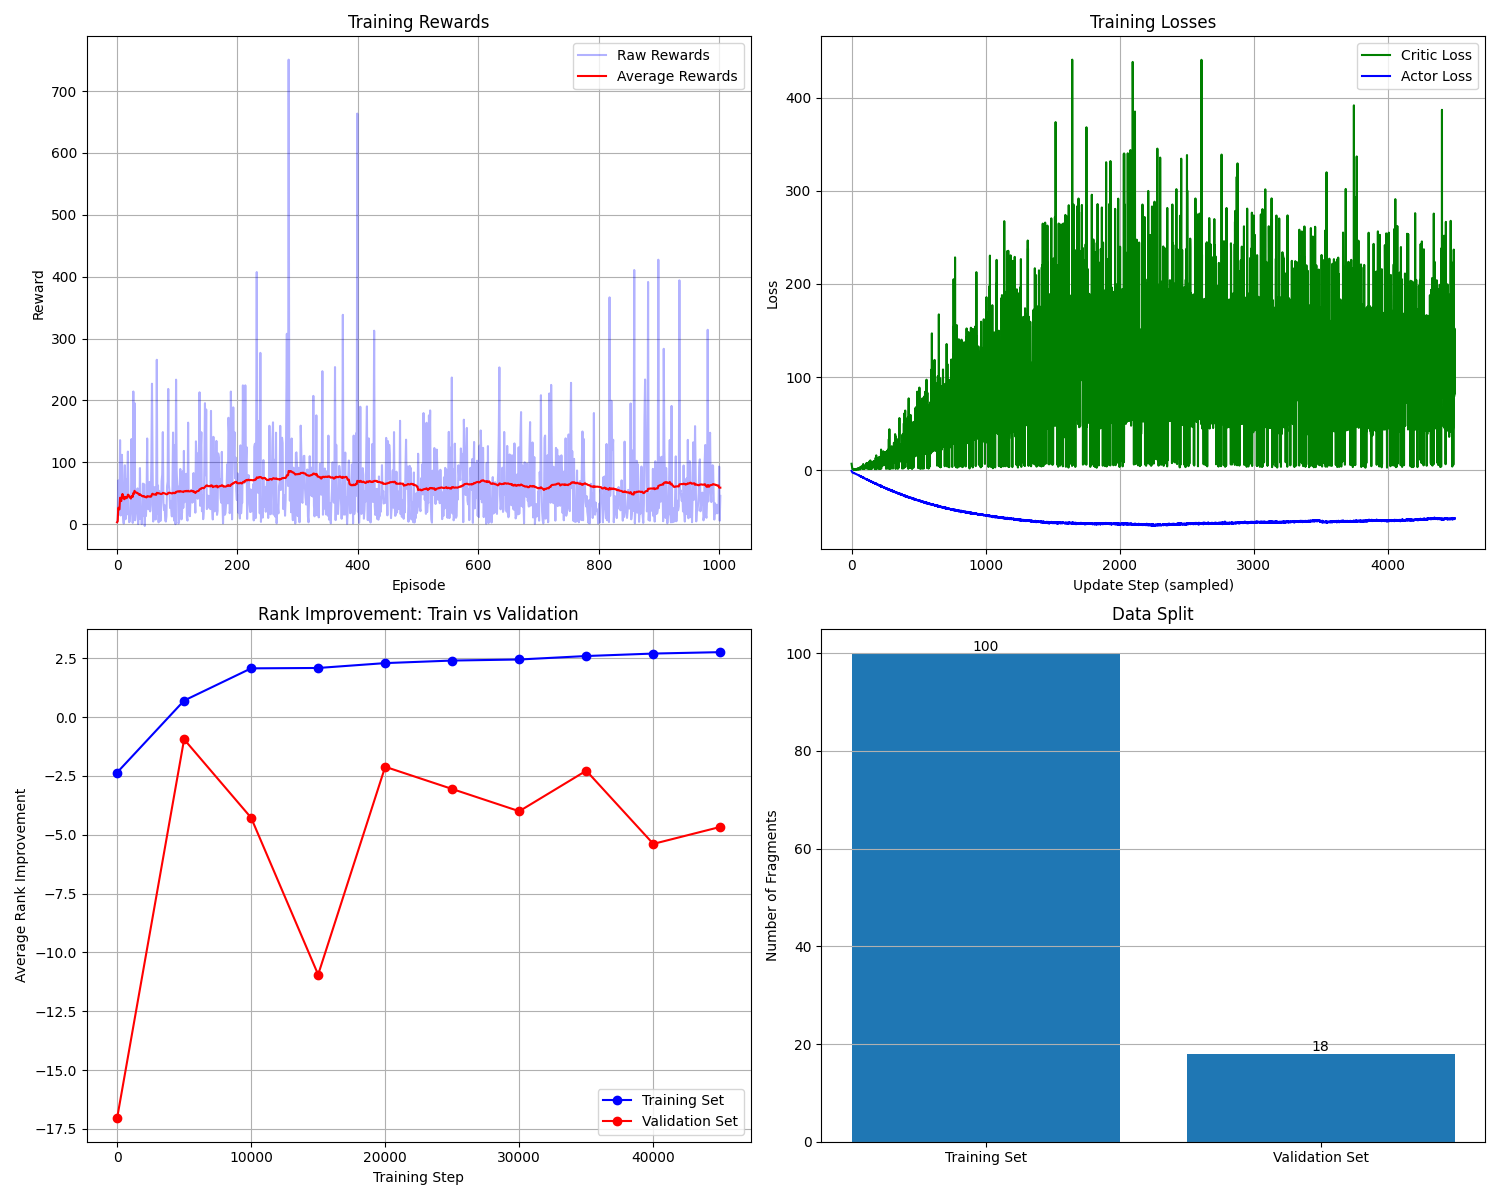 Training Rewards
Raw Rewards
Average Rewards
700
600
500
400
300
200
100
0
Reward
0 200 400 600 800 1000
Episode
Training Losses
Critic Loss
Actor Loss
400
300
200
100
0
Loss
0 1000 2000 3000 4000
Update Step (sampled)
Rank Improvement: Train vs Validation
2.5
0.0
−2.5
−5.0
−7.5
−10.0
−12.5
−15.0
−17.5
Average Rank Improvement
Training Set
Validation Set
0 10000 20000 30000 40000
Training Step
Data Split
100
18
100
80
60
40
20
0
Number of Fragments
Training Set Validation Set